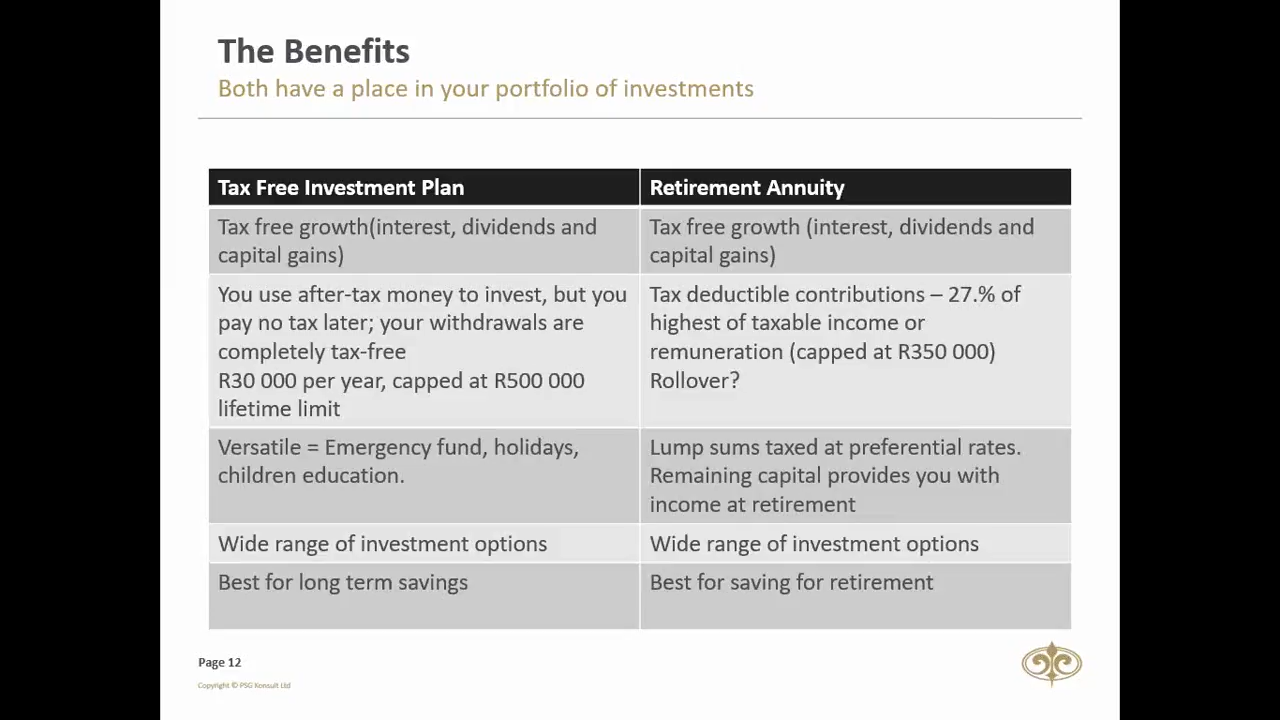 The Benefits
Both have a place in your portfolio of investments
Tax Free Investment Plan
Retirement Annuity
Tax free growth(interest, dividends and
capital gains)
Tax free growth (interest, dividends and
capital gains)
You use after-tax money to invest, but you
pay no tax later; your withdrawals are
completely tax-free
R30 000 per year, capped at R500 000
lifetime limit
Tax deductible contributions – 27.% of
highest of taxable income or
remuneration (capped at R350 000)
Rollover?
Versatile = Emergency fund, holidays,
children education.
Lump sums taxed at preferential rates.
Remaining capital provides you with
income at retirement
Wide range of investment options
Wide range of investment options
Best for long term savings
Best for saving for retirement
Page 12
Copyright © PSG Konsult Ltd